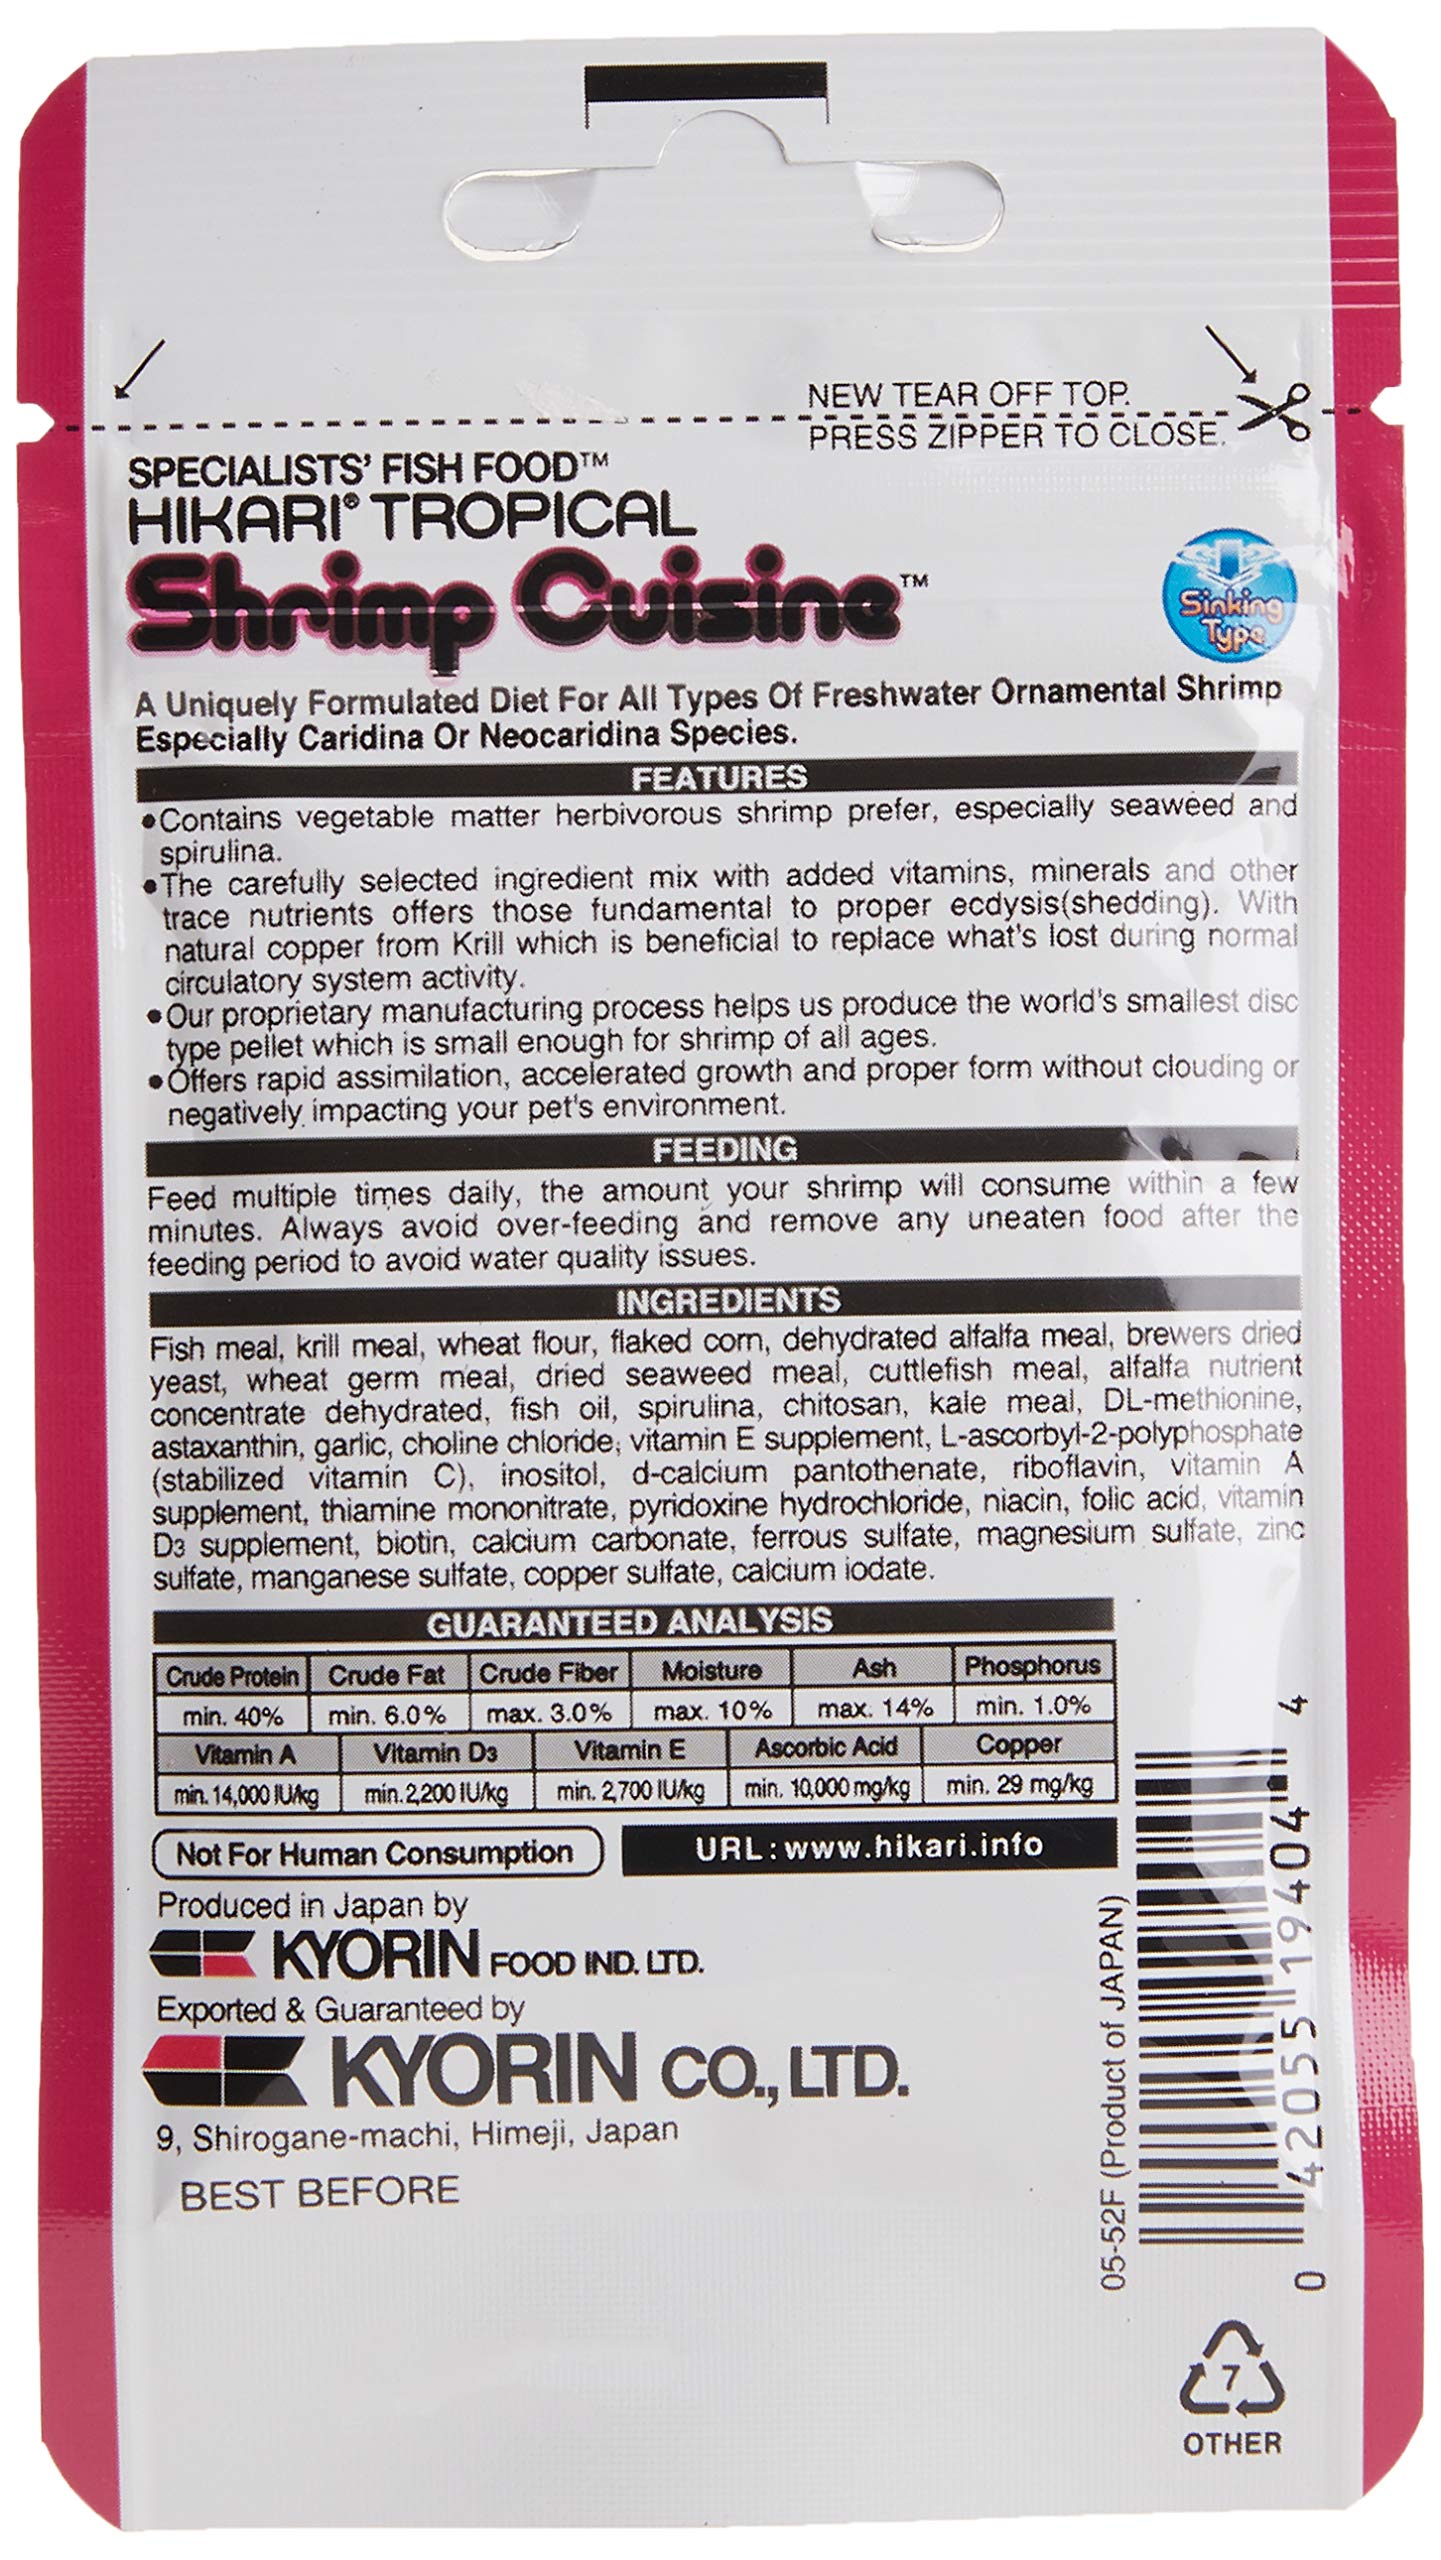 NEW TEAR OFF TOP.
PRESS ZIPPER TO CLOSE.
SPECIALISTS' FISH FOOD™
HIKARI® TROPICAL
Shrimp Cuisine™
Sinking
Type
A Uniquely Formulated Diet For All Types Of Freshwater Ornamental Shrimp
Especially Caridina Or Neocaridina Species.
FEATURES
•Contains vegetable matter herbivorous shrimp prefer, especially seaweed and
spirulina.
•The carefully selected ingredient mix with added vitamins, minerals and other
trace nutrients offers those fundamental to proper ecdysis(shedding). With
natural copper from Krill which is beneficial to replace what's lost during normal
circulatory system activity.
•Our proprietary manufacturing process helps us produce the world's smallest disc
type pellet which is small enough for shrimp of all ages.
•Offers rapid assimilation, accelerated growth and proper form without clouding or
negatively impacting your pet's environment.
FEEDING
Feed multiple times daily, the amount your shrimp will consume within a few
minutes. Always avoid over-feeding and remove any uneaten food after the
feeding period to avoid water quality issues.
INGREDIENTS
Fish meal, krill meal, wheat flour, flaked corn, dehydrated alfalfa meal, brewers dried
yeast, wheat germ meal, dried seaweed meal, cuttlefish meal, alfalfa nutrient
concentrate dehydrated, fish oil, spirulina, chitosan, kale meal, DL-methionine,
astaxanthin, garlic, choline chloride, vitamin E supplement, L-ascorbyl-2-polyphosphate
(stabilized vitamin C), inositol, d-calcium pantothenate, riboflavin, vitamin A
supplement, thiamine mononitrate, pyridoxine hydrochloride, niacin, folic acid, vitamin
D3 supplement, biotin, calcium carbonate, ferrous sulfate, magnesium sulfate, zinc
sulfate, manganese sulfate, copper sulfate, calcium iodate.
GUARANTEED ANALYSIS
Crude Protein Crude Fat Crude Fiber Moisture Ash Phosphorus
min. 40% min. 6.0% max. 3.0% max. 10% max. 14% min. 1.0%
Vitamin A Vitamin D3 Vitamin E Ascorbic Acid Copper
min. 14,000 IU/kg min. 2,200 IU/kg min. 2,700 IU/kg min. 10,000 mg/kg min. 29 mg/kg
Not For Human Consumption
URL : www.hikari.info
Produced in Japan by
KYORIN FOOD IND. LTD.
Exported & Guaranteed by
KYORIN CO., LTD.
9, Shirogane-machi, Himeji, Japan
BEST BEFORE
05-52F (Product of JAPAN)
0 42055 19404 4
7
OTHER